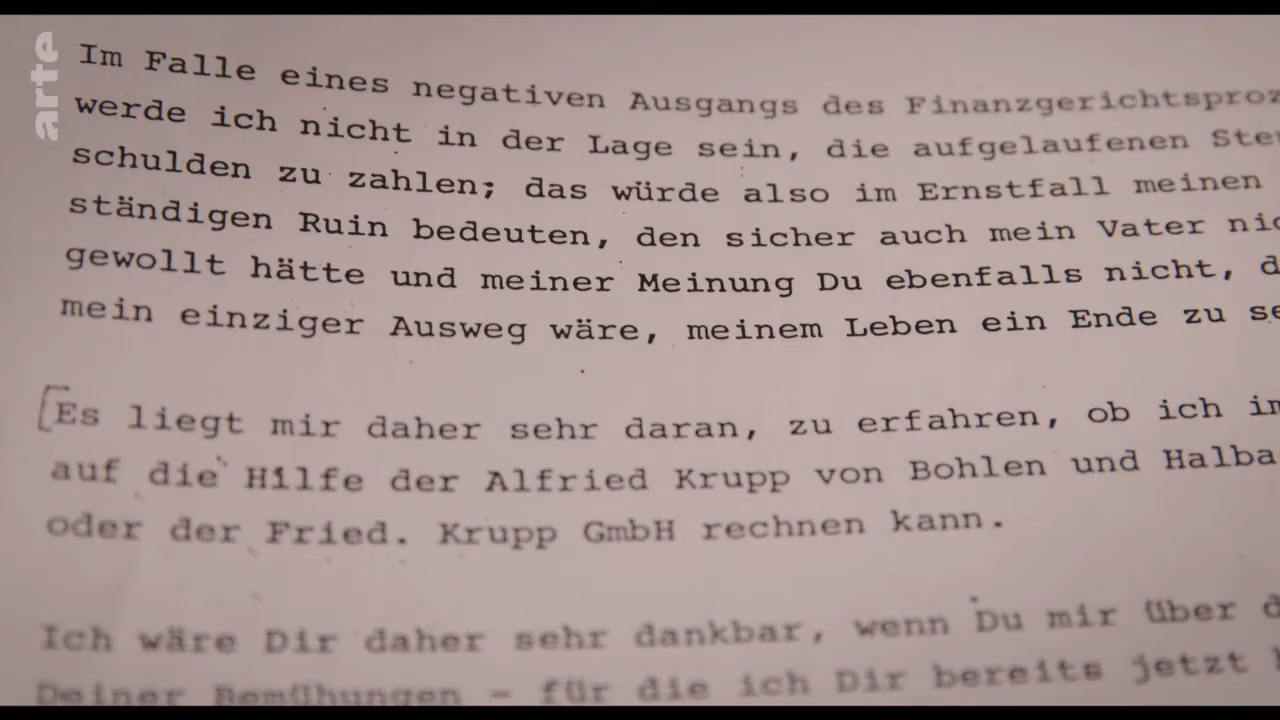 arte
Im Falle eines negativen Ausgangs des Finanzgerichtsproz
werde ich nicht in der Lage sein, die aufgelaufenen Ste
schulden zu zahlen; das würde also im Ernstfall meinen
ständigen Ruin bedeuten, den sicher auch mein Vater nic
gewollt hätte und meiner Meinung Du ebenfalls nicht, d
mein einziger Ausweg wäre, meinem Leben ein Ende zu se
Es liegt mir daher sehr daran, zu erfahren, ob ich im
auf die Hilfe der Alfried Krupp von Bohlen und Halba
oder der Fried. Krupp GmbH rechnen kann.
Ich wäre Dir daher sehr dankbar, wenn Du mir über d
Deiner Bemühungen - für die ich Dir bereits jetzt